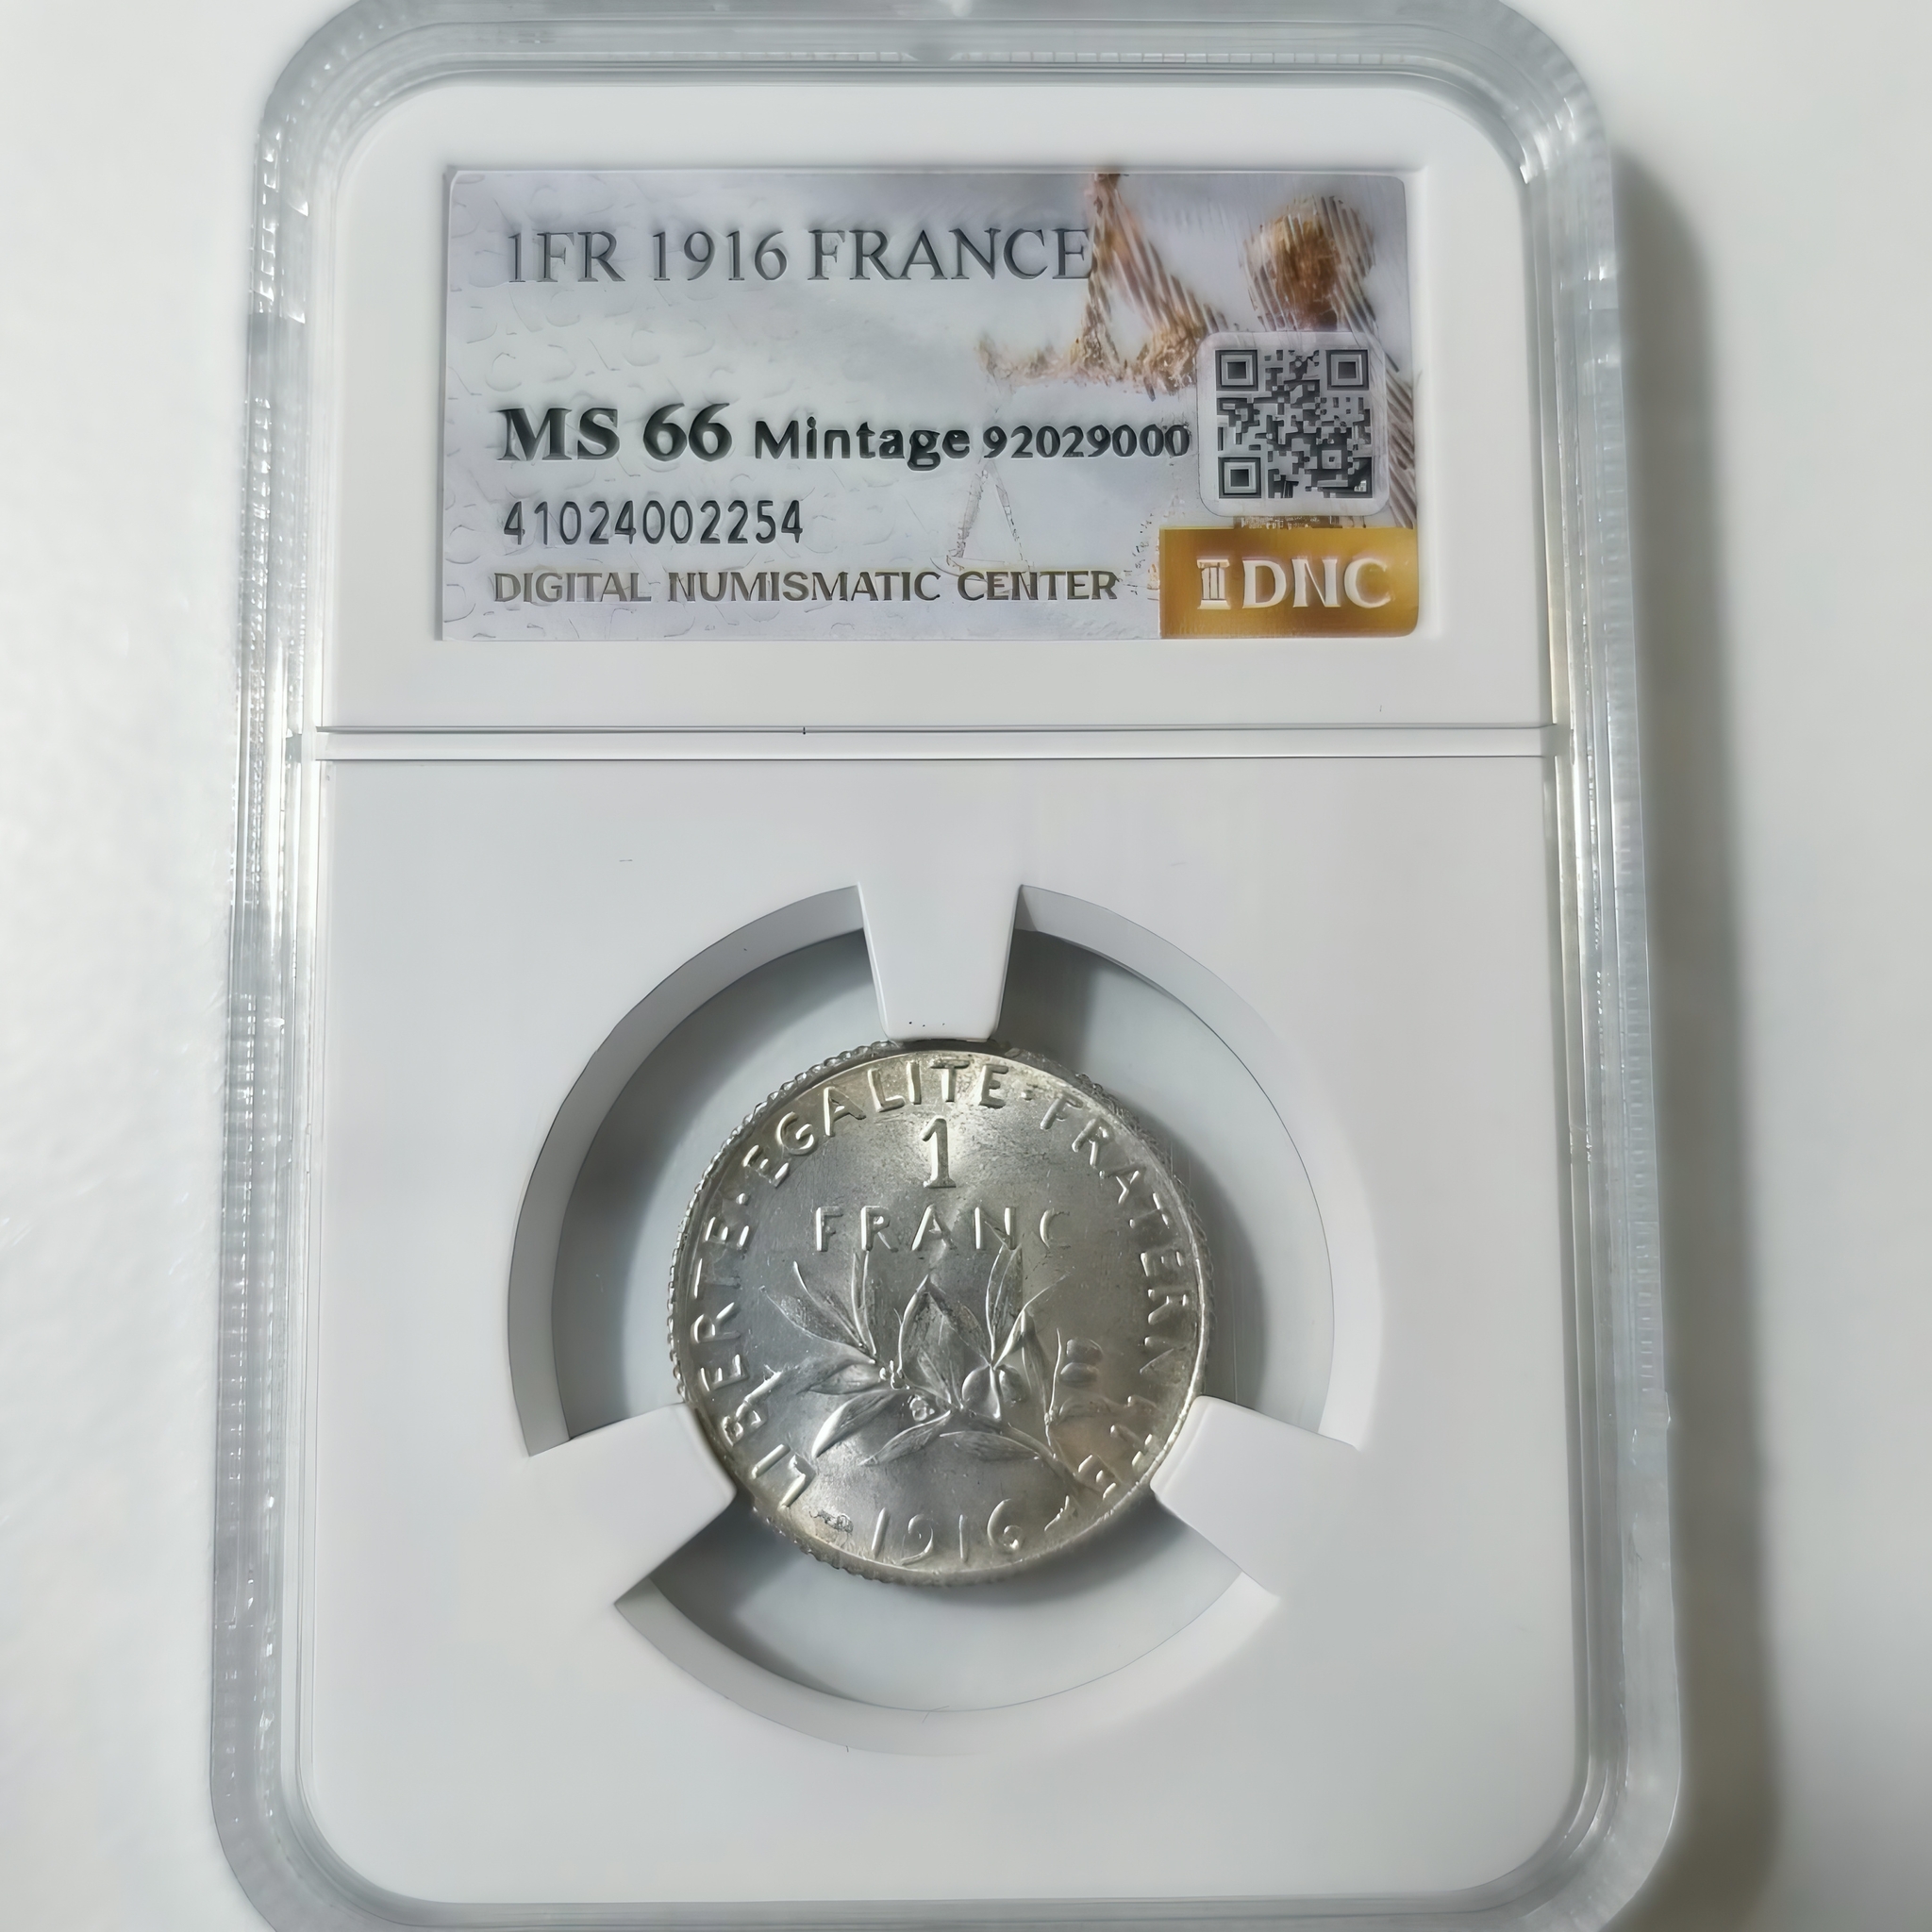 1FR 1916 FRANCE
MS 66 Mintage 92029000
41024002254
DIGITAL NUMISMATIC CENTER
DNC
LIBERTE·EGALITE·FRATERNITE
1
FRANC
1916